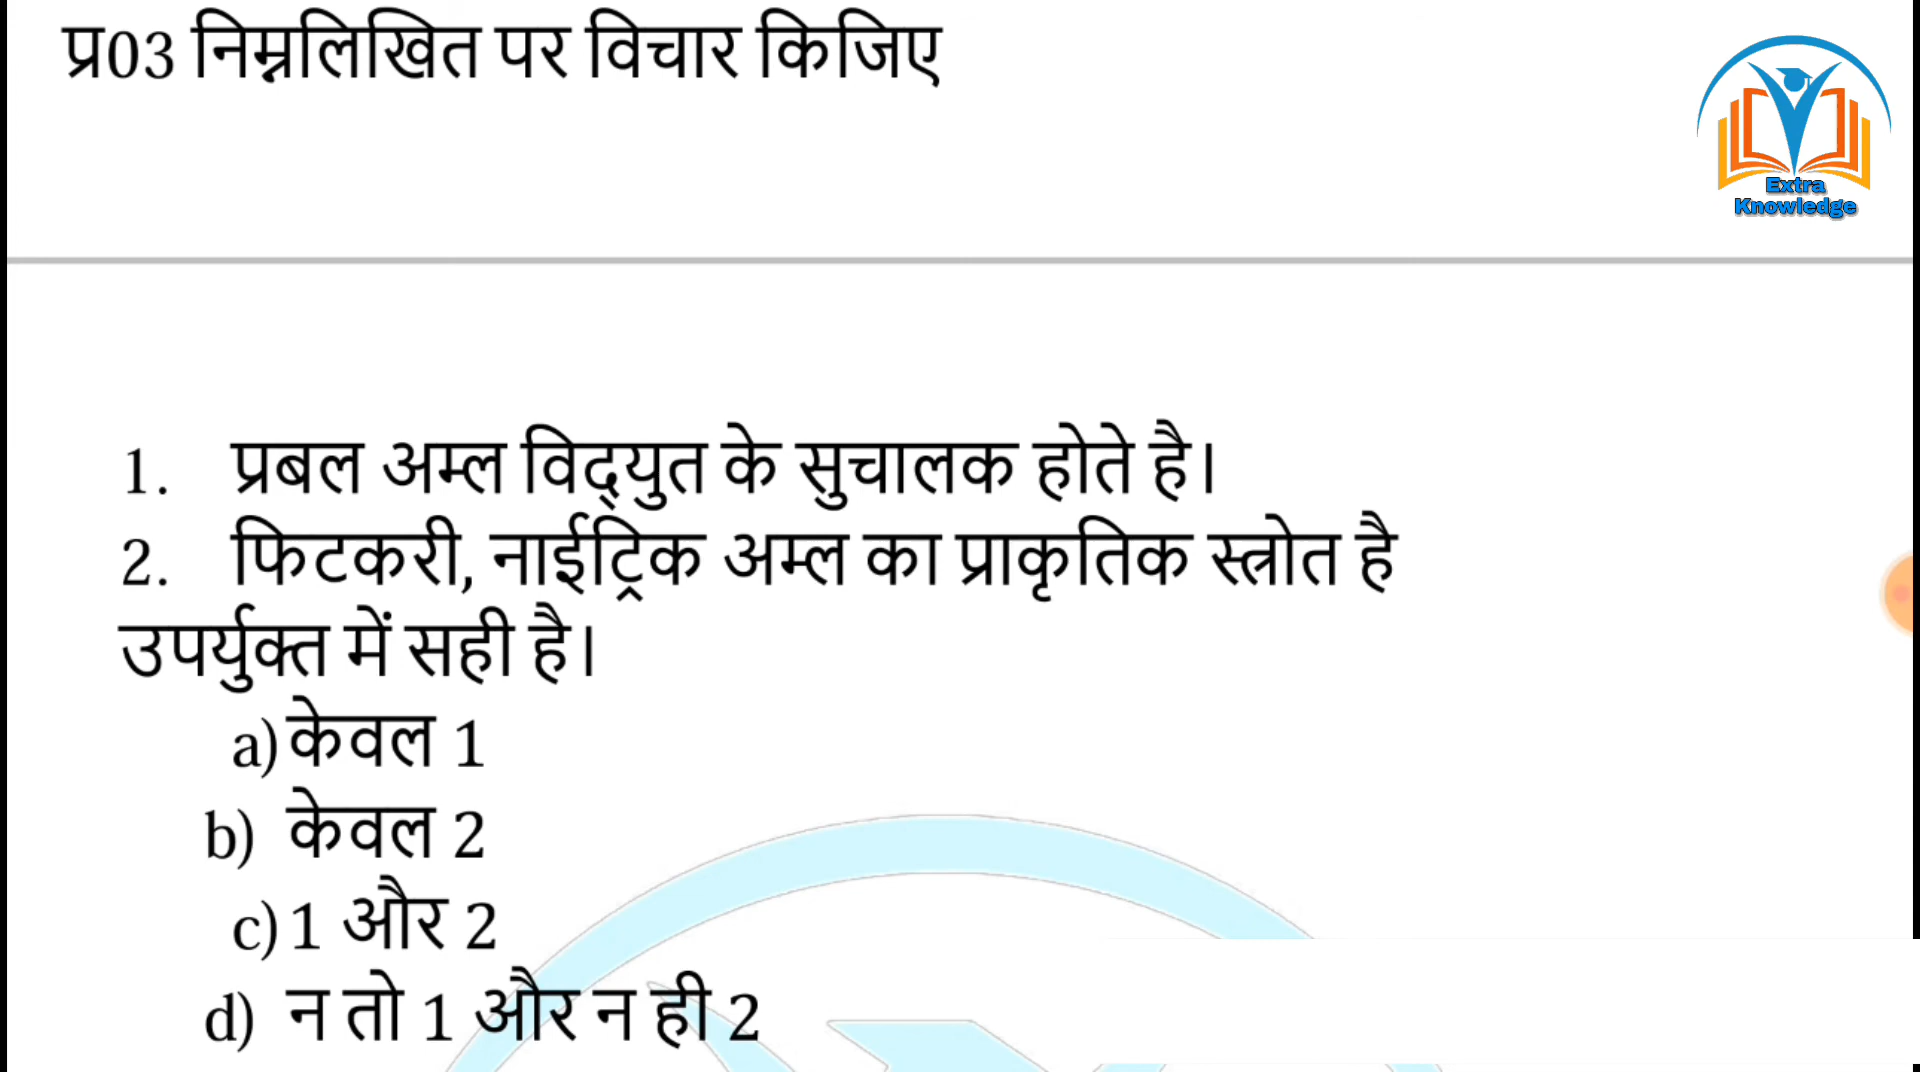 प्र03 निम्नलिखित पर विचार किजिए
Extra
Knowledge
1. प्रबल अम्ल विद्युत के सुचालक होते है।
2. फिटकरी, नाईट्रिक अम्ल का प्राकृतिक स्त्रोत है
उपर्युक्त में सही है।
a) केवल 1
b) केवल 2
c) 1 और 2
d) न तो 1 और न ही 2